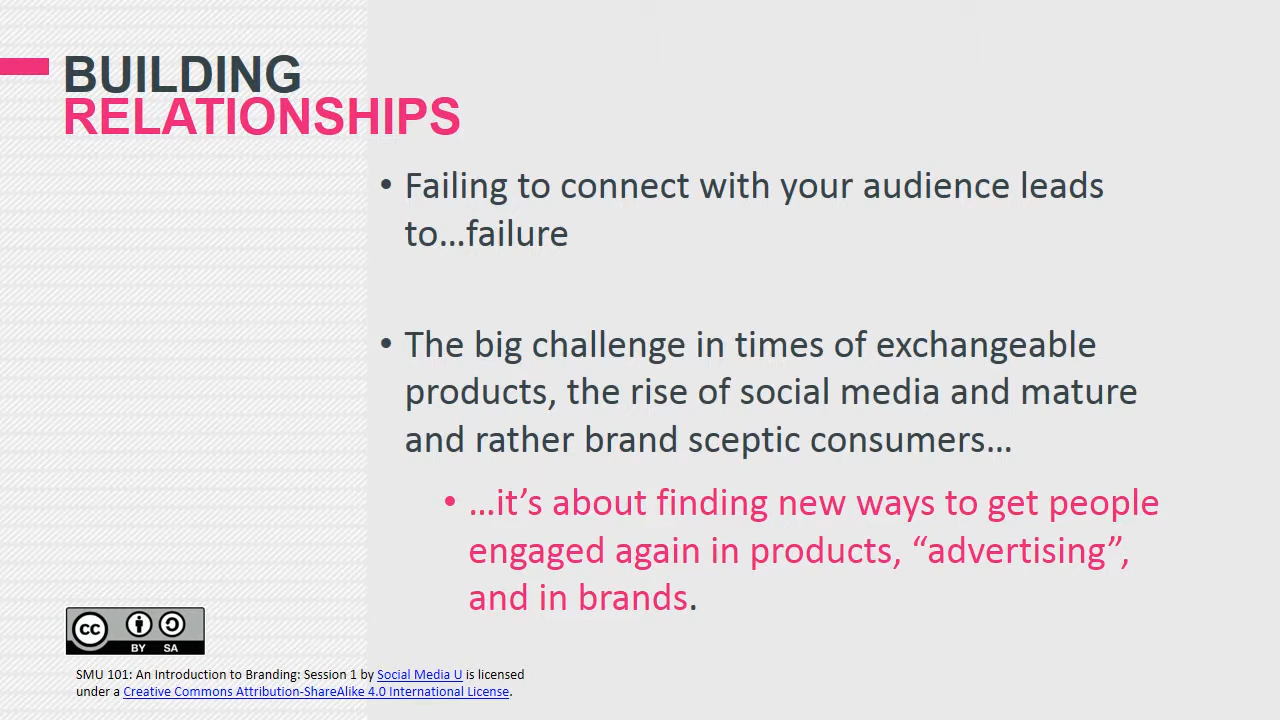 BUILDING
RELATIONSHIPS
• Failing to connect with your audience leads
to…failure
• The big challenge in times of exchangeable
products, the rise of social media and mature
and rather brand sceptic consumers…
• …it’s about finding new ways to get people
engaged again in products, “advertising”,
and in brands.
cc
BY SA
SMU 101: An Introduction to Branding: Session 1 by Social Media U is licensed
under a Creative Commons Attribution-ShareAlike 4.0 International License.